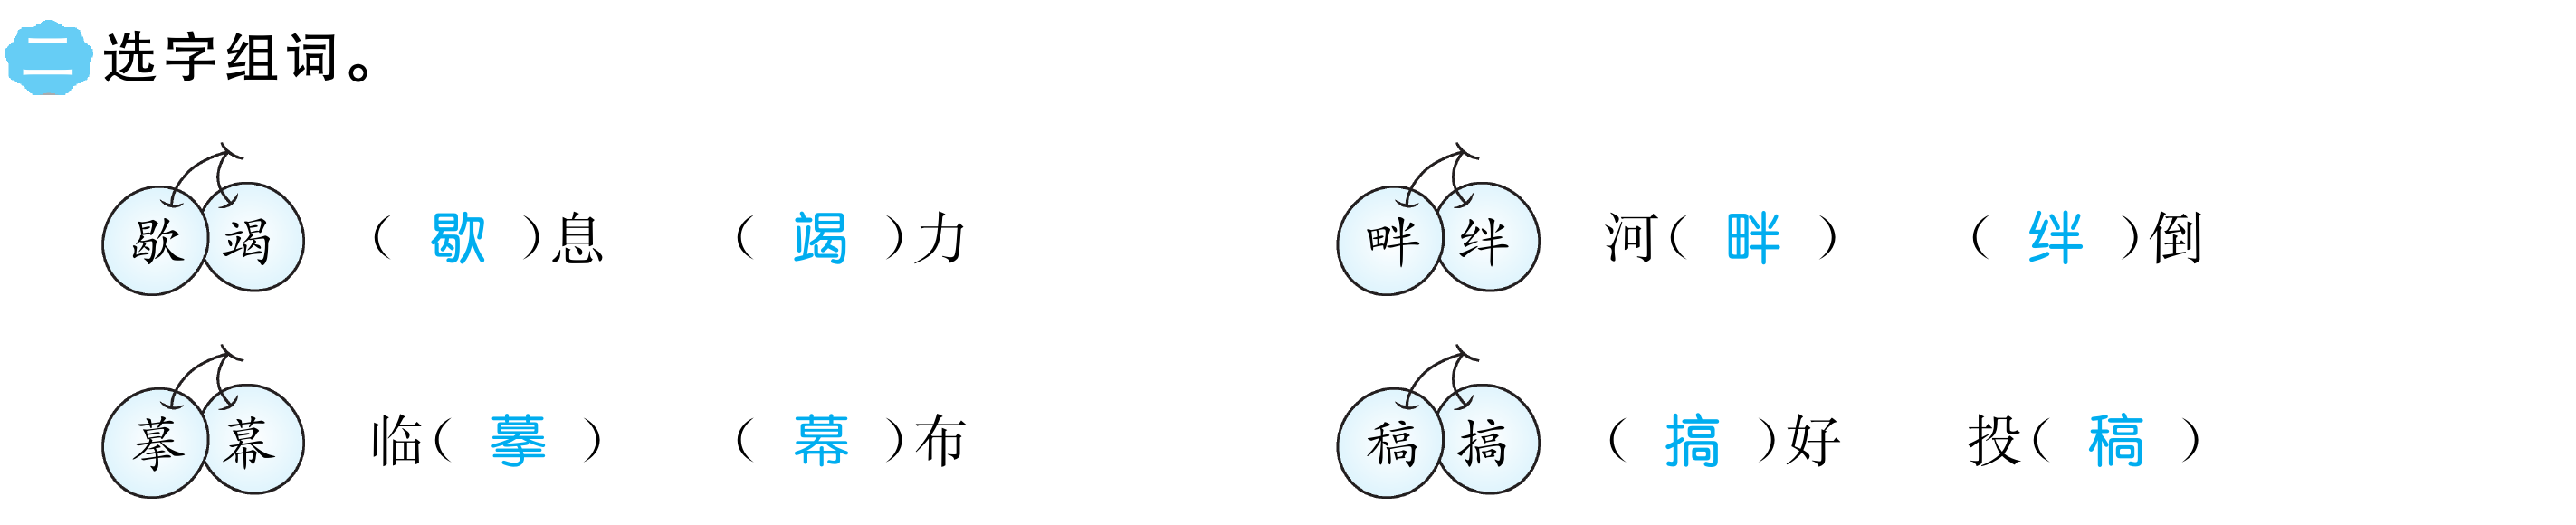 二 选字组词。
歇 竭 （ 歇 ）息 （ 竭 ）力 畔 绊 河（ 畔 ） （ 绊 ）倒
摹 幕 临（ 摹 ） （ 幕 ）布 稿 搞 （ 搞 ）好 投（ 稿 ）